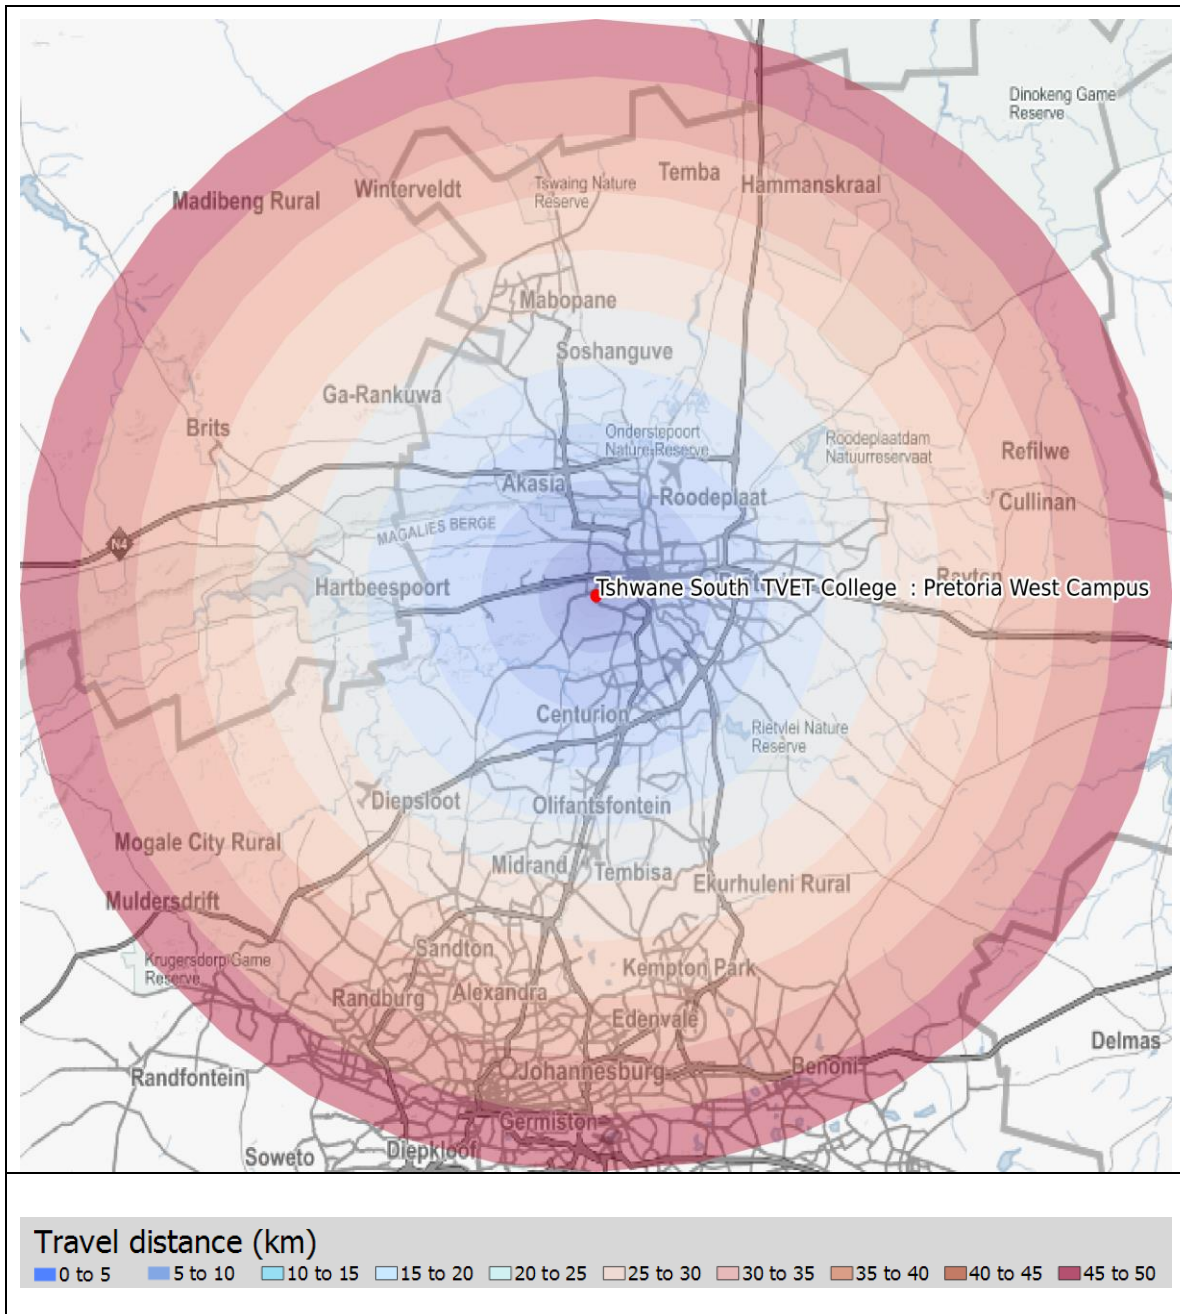 Dinokeng Game
Reserve
Temba
Hammanskraal
Winterveldt
Tswaing Nature
Reserve
Madibeng Rural
Mabopane
Soshanguve
Ga-Rankuwa
Brits
Onderstepoort
Nature Reserve
Roodeplaatdam
Natuurreservaat
Refilwe
Akasia
Roodeplaat
Cullinan
MAGALIES BERGE
N4
Hartbeespoort
Rayton
Tshwane South TVET College : Pretoria West Campus
Centurion
Rietvlei Nature
Reserve
Diepsloot
Olifantsfontein
Mogale City Rural
Midrand
Tembisa
Ekurhuleni Rural
Muldersdrift
Sandton
Krugersdorp Game
Reserve
Kempton Park
Randburg
Alexandra
Edenvale
Delmas
Randfontein
Johannesburg
Benoni
Germiston
Soweto
Diepkloof
Travel distance (km)
0 to 5 5 to 10 10 to 15 15 to 20 20 to 25 25 to 30 30 to 35 35 to 40 40 to 45 45 to 50